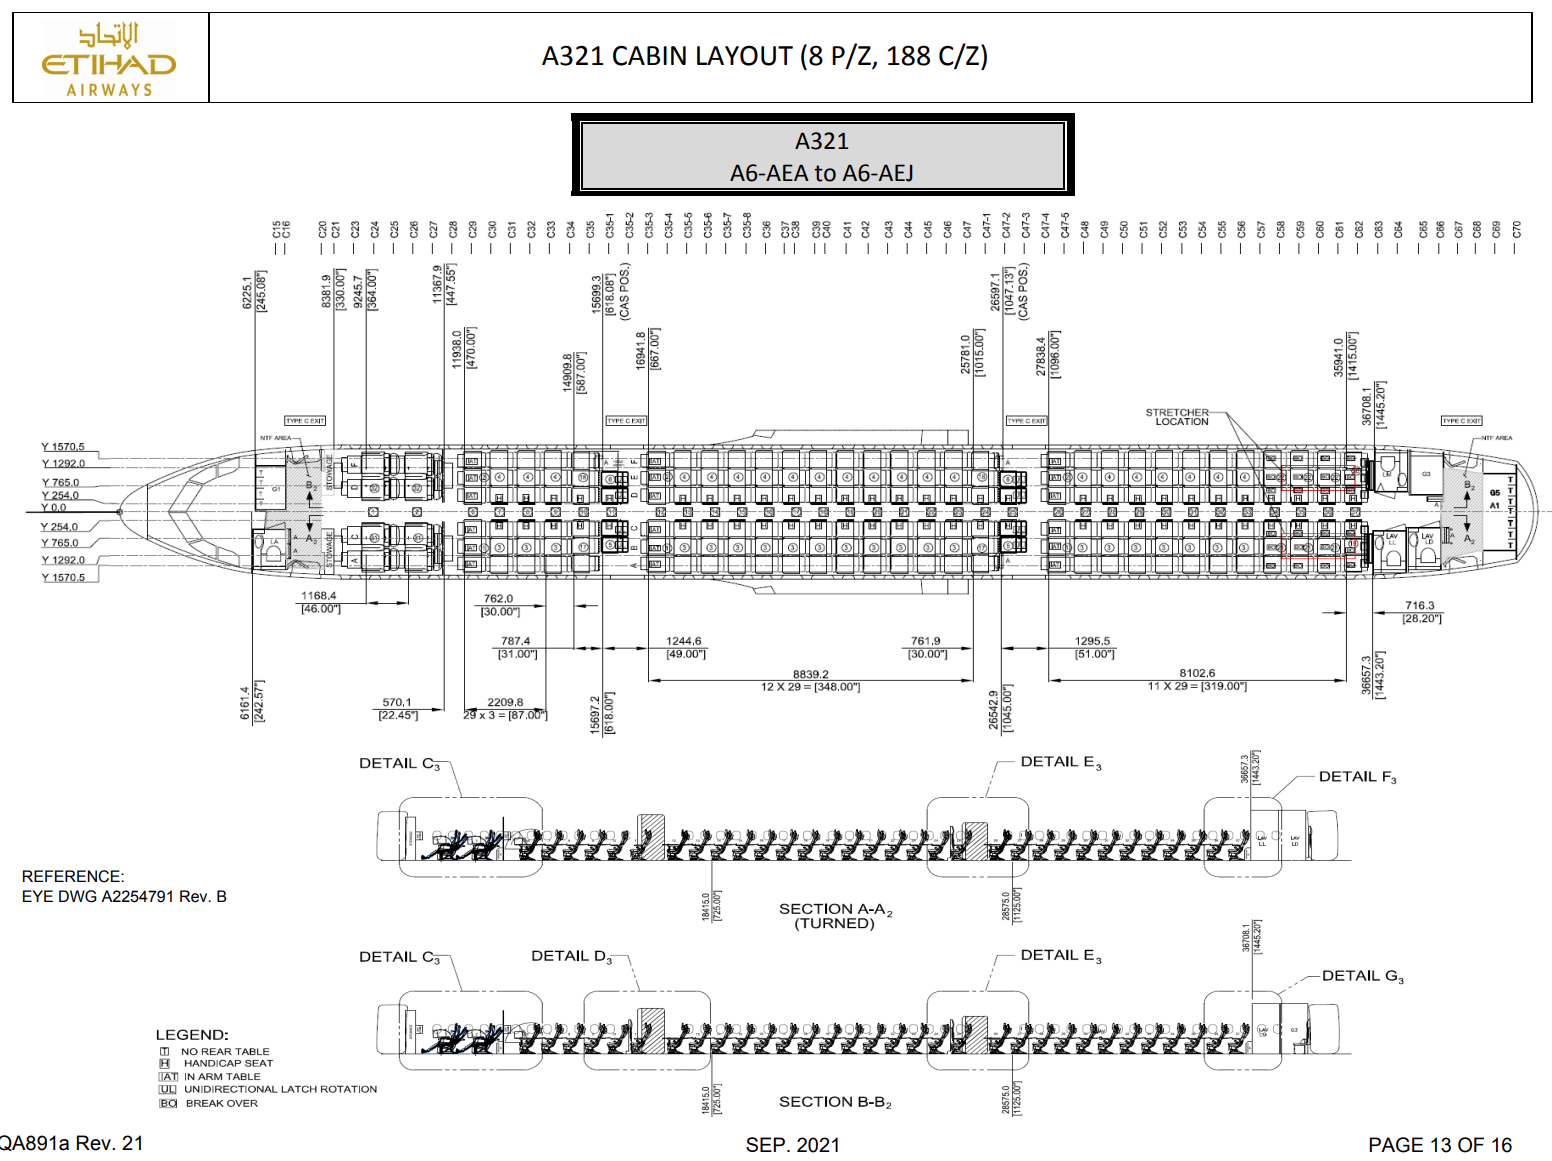 الإتحاد
ETIHAD
AIRWAYS
A321 CABIN LAYOUT (8 P/Z, 188 C/Z)
A321
A6-AEA to A6-AEJ
C15
C16
C20
C21
C23
C24
C25
C26
C27
C28
C29
C30
C31
C32
C33
C34
C35
C35-1
C35-2
C35-3
C35-4
C35-5
C35-6
C35-7
C35-8
C36
C37
C38
C39
C40
C41
C42
C43
C44
C45
C46
C47
C47-1
C47-2
C47-3
C47-4
C47-5
C48
C49
C50
C51
C52
C53
C54
C55
C56
C57
C58
C59
C60
C61
C62
C63
C64
C65
C66
C67
C68
C69
C70
6225.1
[245.08"]
8381.9
[330.00"]
9245.7
[364.00"]
11367.9
[447.55"]
11938.0
[470.00"]
14909.8
[587.00"]
15699.3
[618.08"]
(CAS POS.)
16941.8
[667.00"]
25781.0
[1015.00"]
26597.1
[1047.13"]
(CAS POS.)
27838.4
[1096.00"]
35941.0
[1415.00"]
36708.1
[1445.20"]
STRETCHER
LOCATION
TYPE C EXIT
TYPE C EXIT
TYPE C EXIT
TYPE C EXIT
NTF AREA
NTF AREA
Y 1570.5
Y 1292.0
Y 765.0
Y 254.0
Y 0.0
Y 254.0
Y 765.0
Y 1292.0
Y 1570.5
STOWAGE
STOWAGE
G1
LA
B2
A2
F
E
D
C
B
A
G3
G5
A1
B2
A2
LAV
LL
LAV
LD
1168.4
[46.00"]
762.0
[30.00"]
716.3
[28.20"]
787.4
[31.00"]
1244.6
[49.00"]
761.9
[30.00"]
1295.5
[51.00"]
8839.2
12 X 29 = [348.00"]
8102.6
11 X 29 = [319.00"]
6161.4
[242.57"]
570.1
[22.45"]
2209.8
29 x 3 = [87.00"]
15697.2
[618.00"]
26542.9
[1045.00"]
36657.3
[1443.20"]
DETAIL C3
DETAIL E3
36657.3
[1443.20"]
DETAIL F3
LAV
LL
LAV
LD
REFERENCE:
EYE DWG A2254791 Rev. B
18415.0
[725.00"]
SECTION A-A2
(TURNED)
28575.0
[1125.00"]
DETAIL C3
DETAIL D3
DETAIL E3
36708.1
[1445.20"]
DETAIL G3
G3
LEGEND:
T NO REAR TABLE
H HANDICAP SEAT
IAT IN ARM TABLE
UL UNIDIRECTIONAL LATCH ROTATION
BO BREAK OVER
18415.0
[725.00"]
SECTION B-B2
28575.0
[1125.00"]
QA891a Rev. 21
SEP. 2021
PAGE 13 OF 16